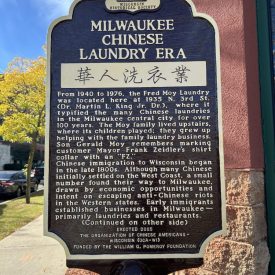 WISCONSIN
HISTORICAL SOCIETY
MILWAUKEE
CHINESE
LAUNDRY ERA
華人洗衣業
From 1940 to 1976, the Fred Moy Laundry
was located here at 1935 N. 3rd St.
(Dr. Martin L. King Jr. Dr.), where it
typified the many Chinese laundries
in the Milwaukee central city for over
100 years. The Moy family lived upstairs,
where its children played; they grew up
helping with the family laundry business.
Son Gerald Moy remembers marking
customer Mayor Frank Zeidler's shirt
collar with an "FZ."
Chinese immigration to Wisconsin began
in the late 1800s. Although many Chinese
initially settled on the West Coast, a small
number found their way to Milwaukee,
drawn by economic opportunities and
intent on escaping anti-Chinese riots
in the Western states. Early immigrants
established businesses in Milwaukee—
primarily laundries and restaurants.
(Continued on other side)
ERECTED 2005
THE ORGANIZATION OF CHINESE AMERICANS -
WISCONSIN (OCA-WI)
FUNDED BY THE WILLIAM G. POMEROY FOUNDATION